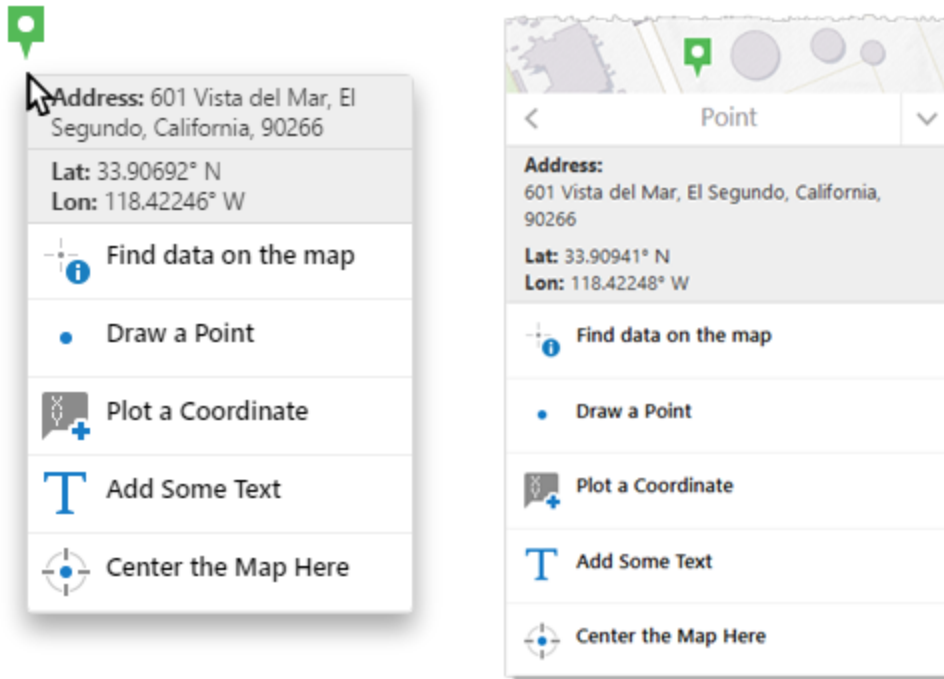 Address: 601 Vista del Mar, El
Segundo, California, 90266
Lat: 33.90692° N
Lon: 118.42246° W
Find data on the map
Draw a Point
Plot a Coordinate
Add Some Text
Center the Map Here
Point
Address:
601 Vista del Mar, El Segundo, California,
90266
Lat: 33.90941° N
Lon: 118.42248° W
Find data on the map
Draw a Point
Plot a Coordinate
Add Some Text
Center the Map Here